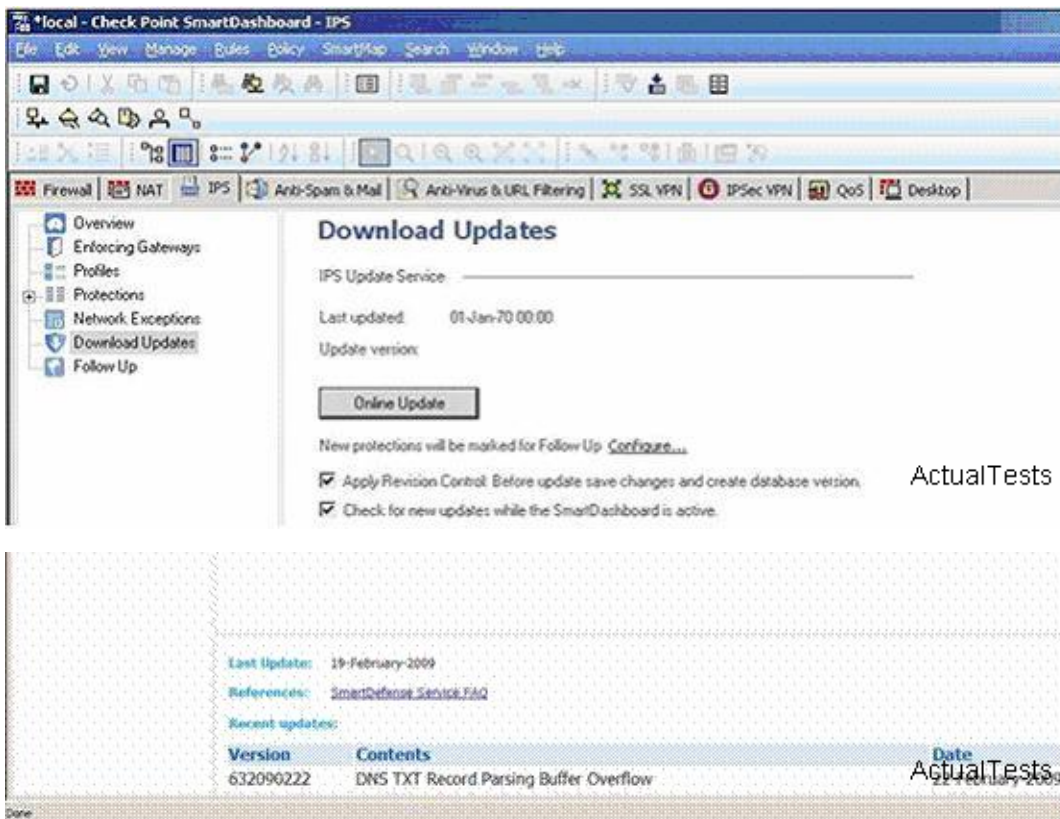 *local - Check Point SmartDashboard - IPS
File Edit View Manage Rules Policy SmartMap Search Window Help
Firewall NAT IPS Anti-Spam & Mail Anti-Virus & URL Filtering SSL VPN IPSec VPN QoS Desktop
Overview
Enforcing Gateways
Profiles
Protections
Network Exceptions
Download Updates
Follow Up
Download Updates
IPS Update Service
Last updated: 01-Jan-70 00:00
Update version:
Online Update
New protections will be marked for Follow Up Configure...
Apply Revision Control: Before update save changes and create database version.
Check for new updates while the SmartDashboard is active.
ActualTests
Last Update: 19-February-2009
References: SmartDefense Service FAQ
Recent updates:
Version Contents Date
632090222 DNS TXT Record Parsing Buffer Overflow 22-February-2009
ActualTests
Done